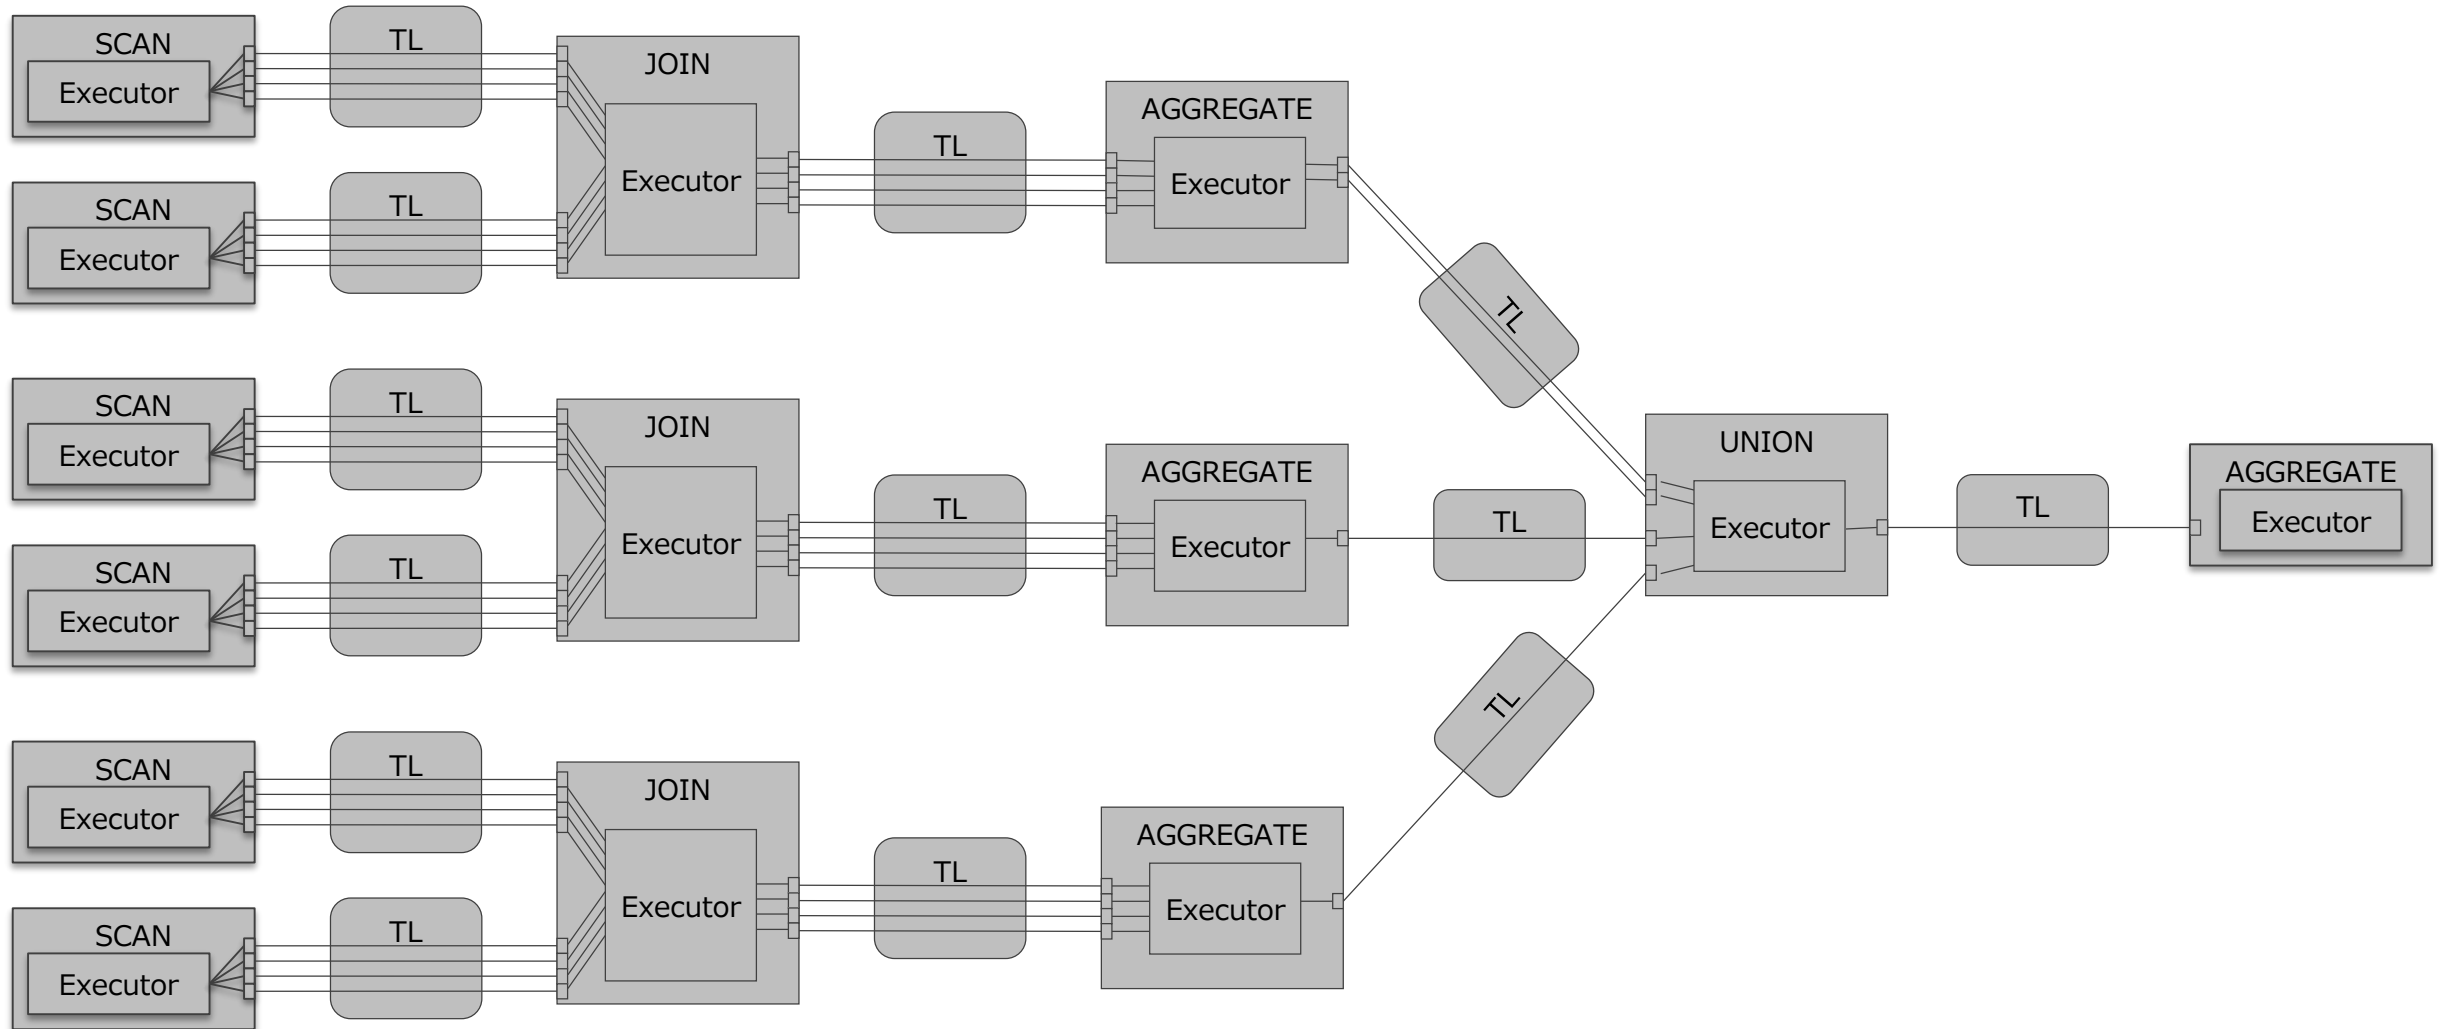 SCAN
Executor
TL
SCAN
Executor
TL
JOIN
Executor
TL
AGGREGATE
Executor
TL
SCAN
Executor
TL
SCAN
Executor
TL
JOIN
Executor
TL
AGGREGATE
Executor
TL
SCAN
Executor
TL
SCAN
Executor
TL
JOIN
Executor
TL
AGGREGATE
Executor
TL
UNION
Executor
TL
AGGREGATE
Executor